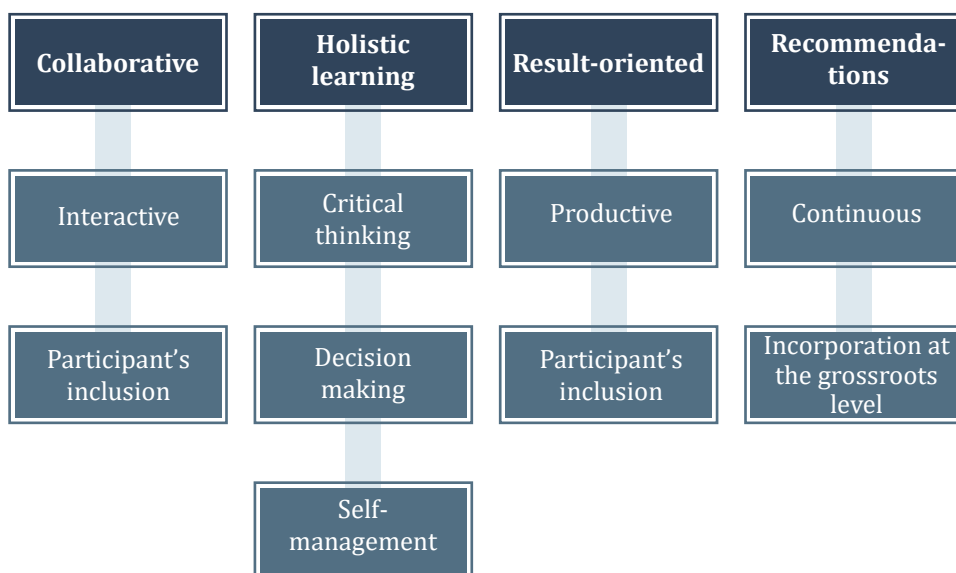 Collaborative
Interactive
Participant's
inclusion
Holistic
learning
Critical
thinking
Decision
making
Self-
management
Result-oriented
Productive
Participant's
inclusion
Recommenda-
tions
Continuous
Incorporation at
the grossroots
level